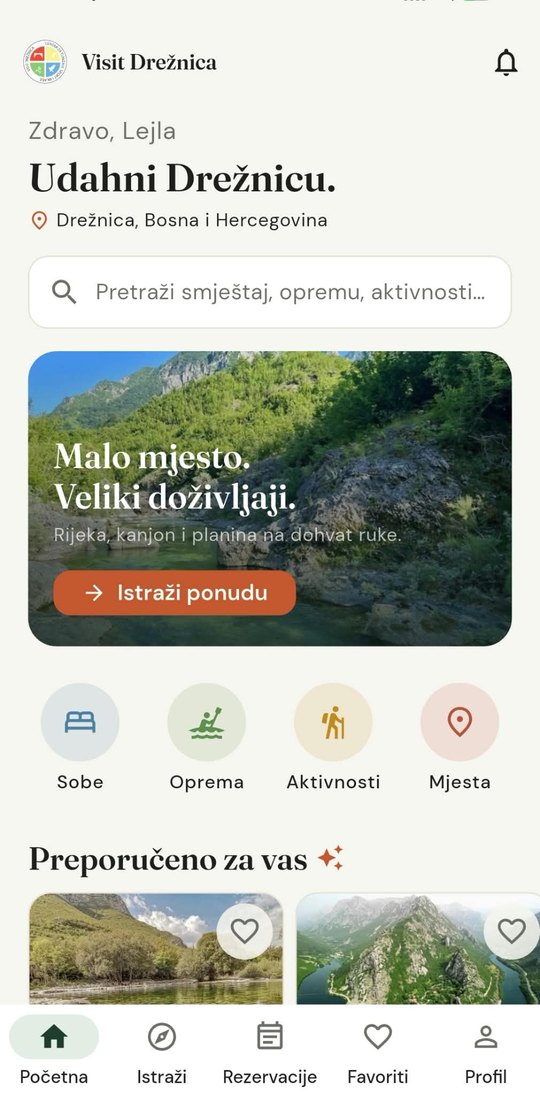 Visit Drežnica
Zdravo, Lejla
Udahni Drežnicu.
Drežnica, Bosna i Hercegovina
Pretraži smještaj, opremu, aktivnosti...
Malo mjesto.
Veliki doživljaji.
Rijeka, kanjon i planina na dohvat ruke.
Istraži ponudu
Sobe
Oprema
Aktivnosti
Mjesta
Preporučeno za vas
Početna
Istraži
Rezervacije
Favoriti
Profil